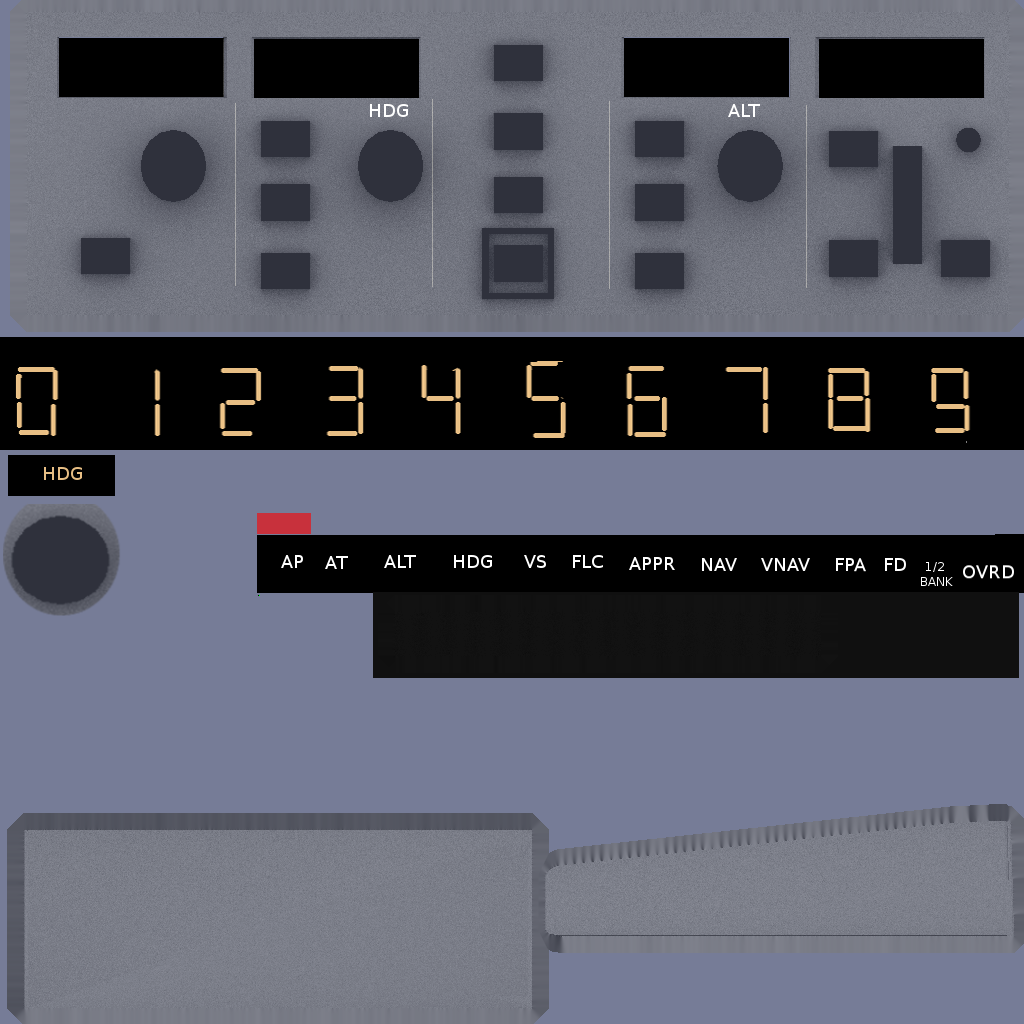 HDG ALT
0 1 2 3 4 5 6 7 8 9
HDG
AP AT ALT HDG VS FLC APPR NAV VNAV FPA FD 1/2 BANK OVRD